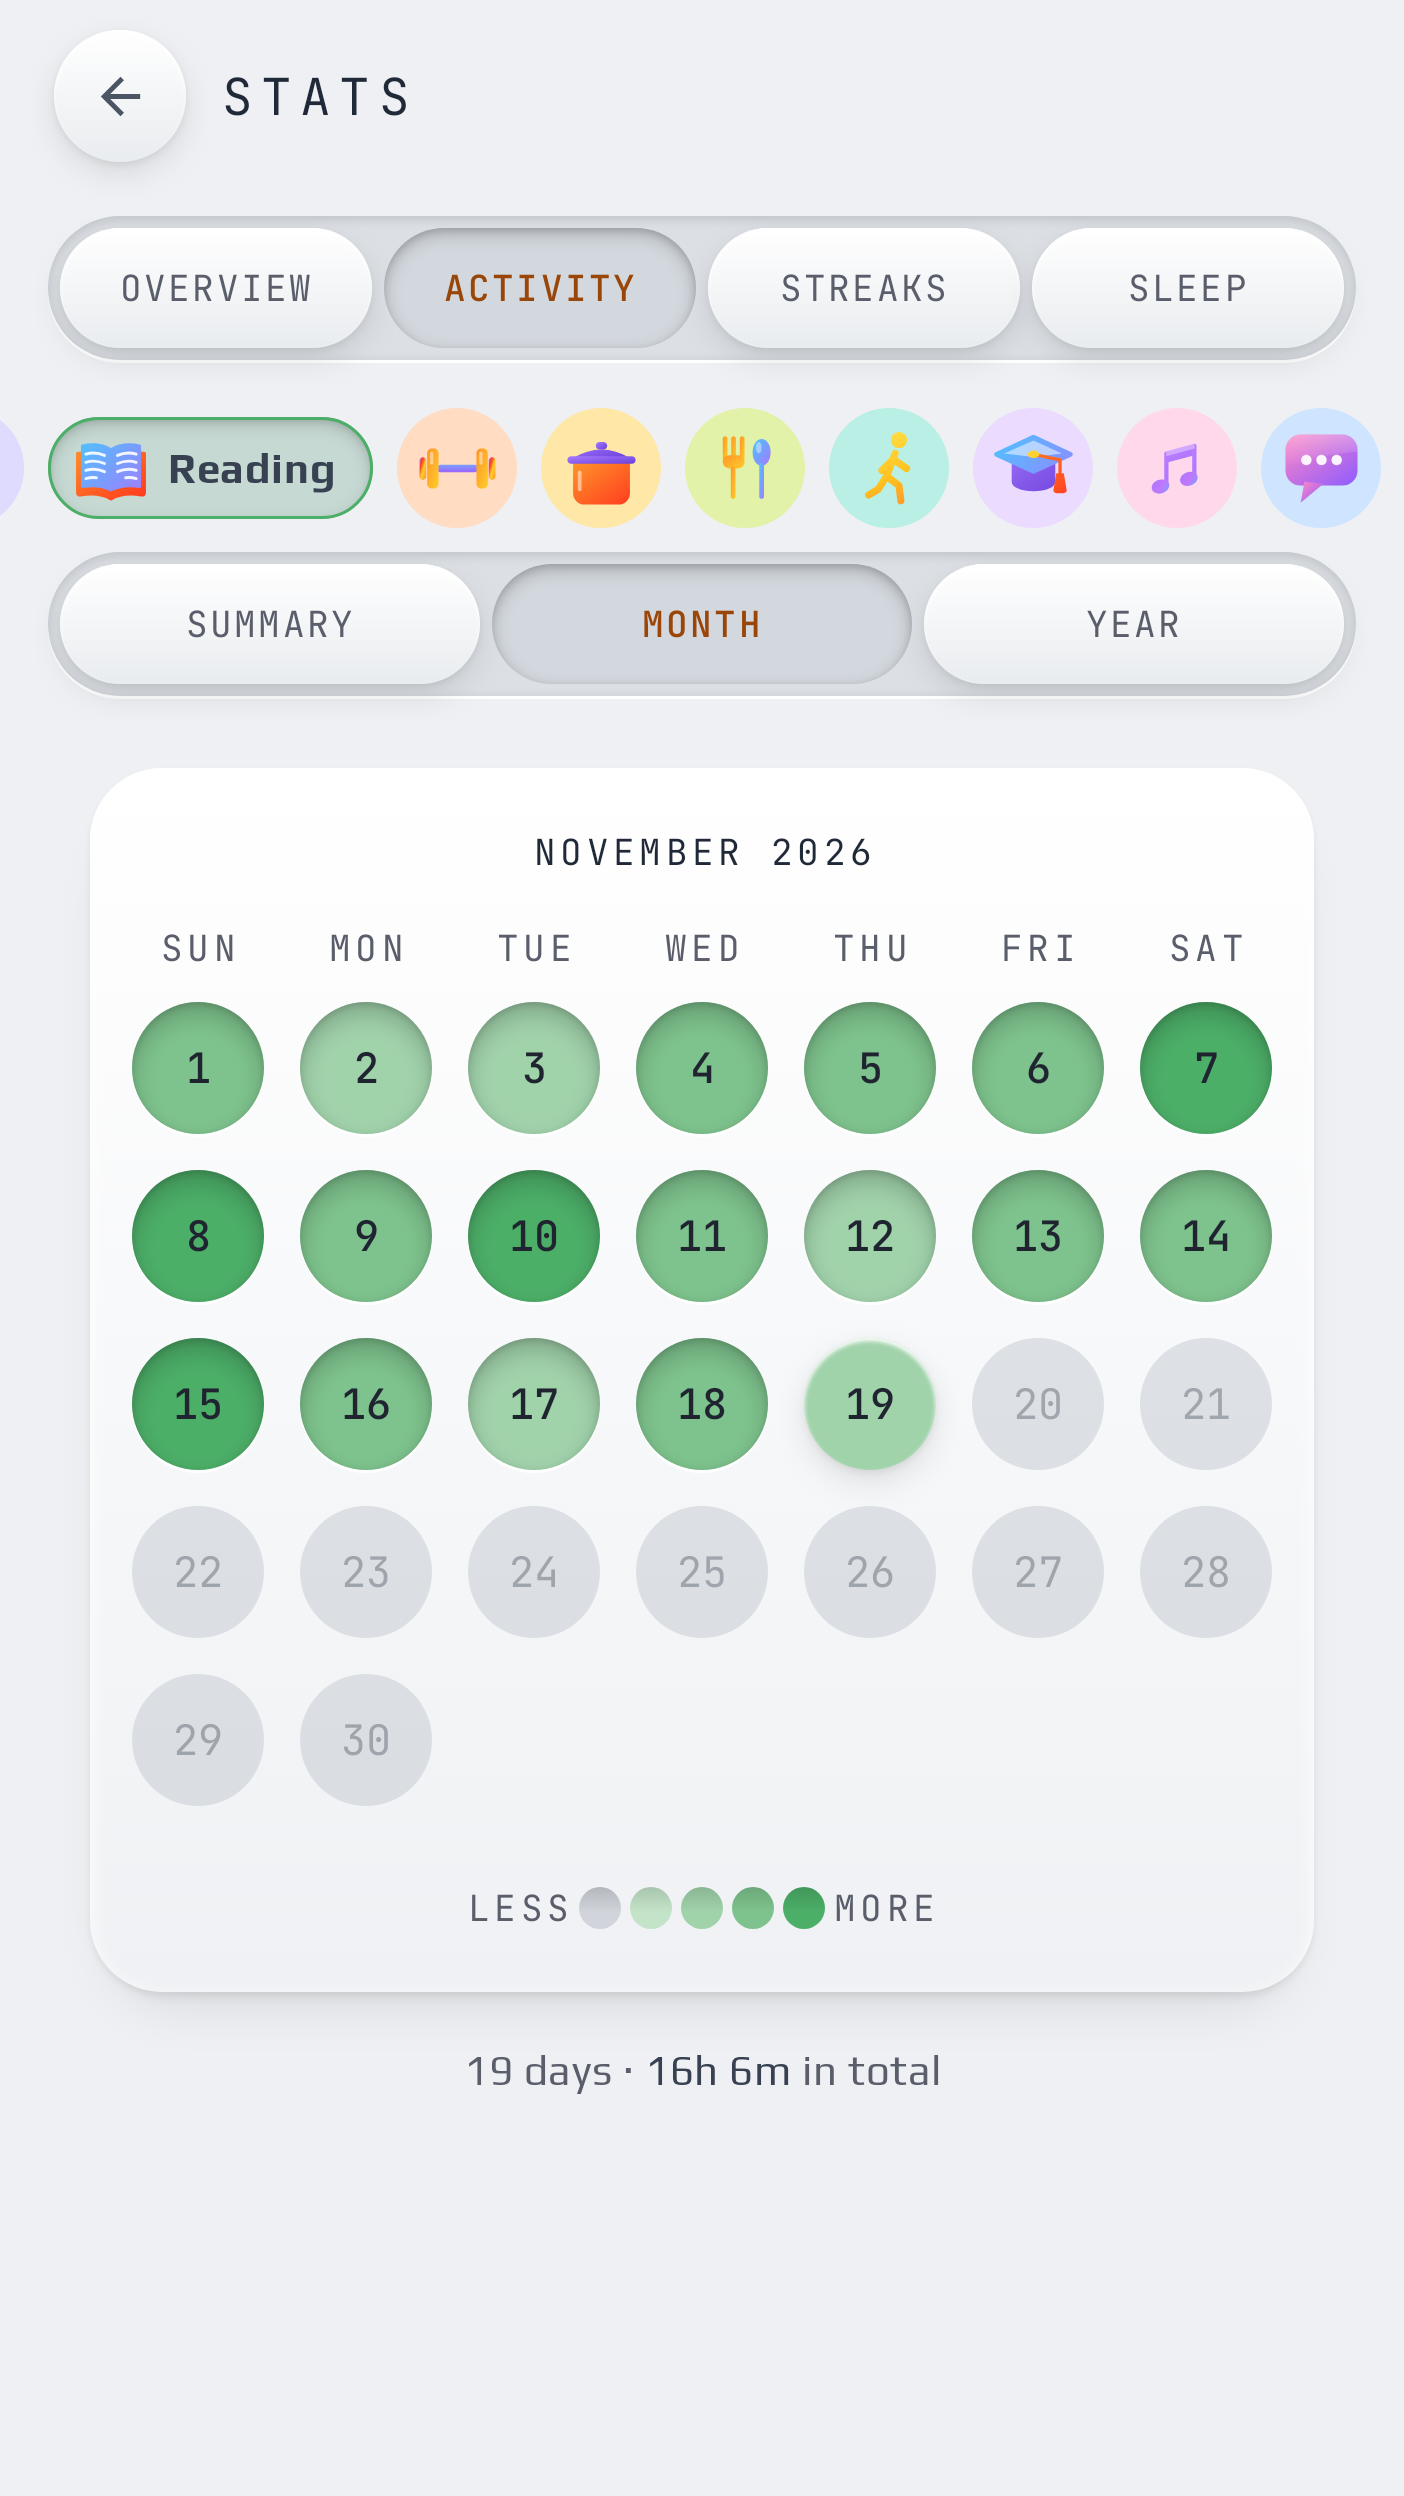 STATS
OVERVIEW ACTIVITY STREAKS SLEEP
Reading
SUMMARY MONTH YEAR
NOVEMBER 2026
SUN MON TUE WED THU FRI SAT
1 2 3 4 5 6 7
8 9 10 11 12 13 14
15 16 17 18 19 20 21
22 23 24 25 26 27 28
29 30
LESS MORE
19 days · 16h 6m in total